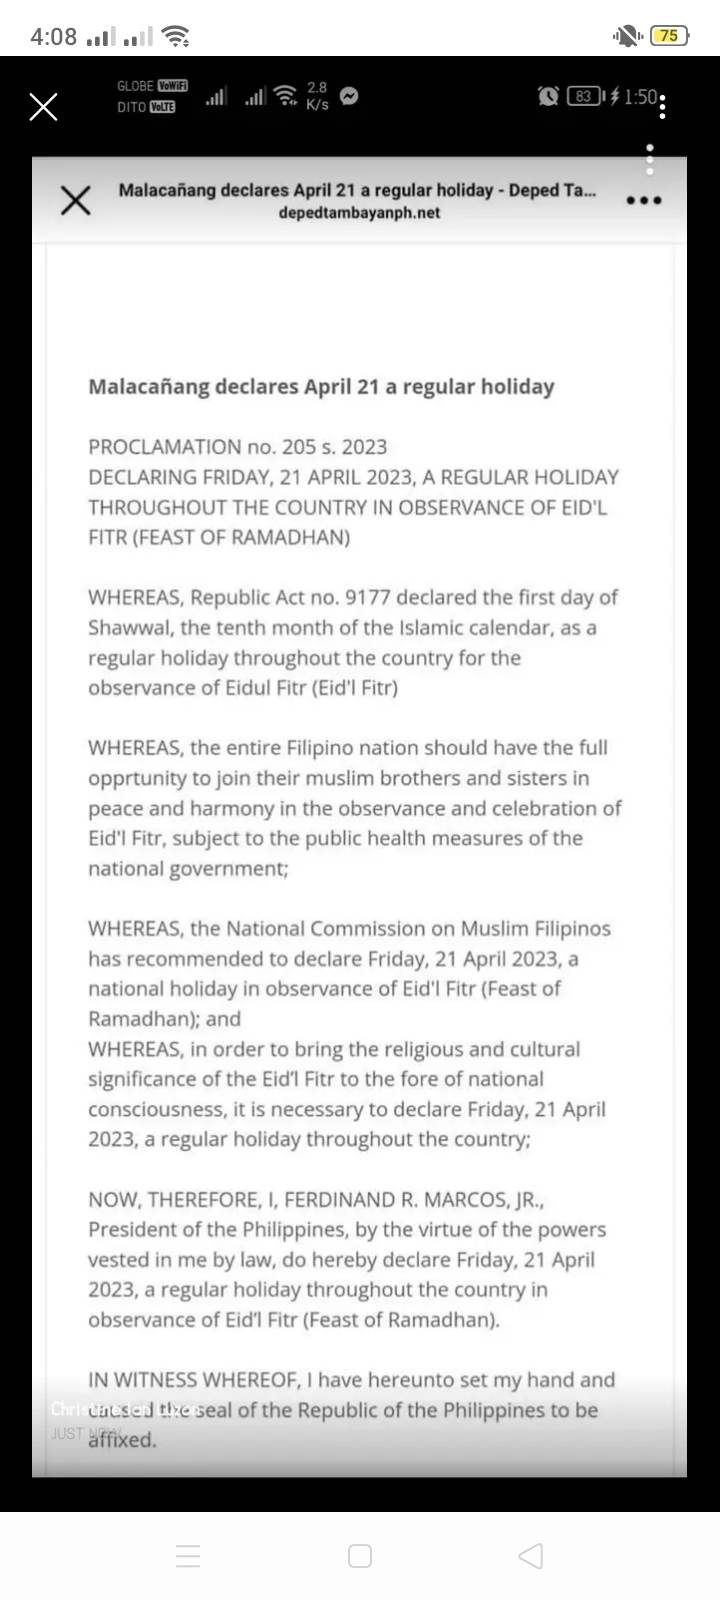 4:08
75
GLOBE VoWiFi
DITO VoLTE
2.8
K/s
83
1:50
Malacañang declares April 21 a regular holiday - Deped Ta...
depedtambayanph.net
Malacañang declares April 21 a regular holiday
PROCLAMATION no. 205 s. 2023
DECLARING FRIDAY, 21 APRIL 2023, A REGULAR HOLIDAY
THROUGHOUT THE COUNTRY IN OBSERVANCE OF EID'L
FITR (FEAST OF RAMADHAN)
WHEREAS, Republic Act no. 9177 declared the first day of
Shawwal, the tenth month of the Islamic calendar, as a
regular holiday throughout the country for the
observance of Eidul Fitr (Eid'l Fitr)
WHEREAS, the entire Filipino nation should have the full
opprtunity to join their muslim brothers and sisters in
peace and harmony in the observance and celebration of
Eid'l Fitr, subject to the public health measures of the
national government;
WHEREAS, the National Commission on Muslim Filipinos
has recommended to declare Friday, 21 April 2023, a
national holiday in observance of Eid'l Fitr (Feast of
Ramadhan); and
WHEREAS, in order to bring the religious and cultural
significance of the Eid'l Fitr to the fore of national
consciousness, it is necessary to declare Friday, 21 April
2023, a regular holiday throughout the country;
NOW, THEREFORE, I, FERDINAND R. MARCOS, JR.,
President of the Philippines, by the virtue of the powers
vested in me by law, do hereby declare Friday, 21 April
2023, a regular holiday throughout the country in
observance of Eid'l Fitr (Feast of Ramadhan).
IN WITNESS WHEREOF, I have hereunto set my hand and
caused the seal of the Republic of the Philippines to be
affixed.
JUST NOW